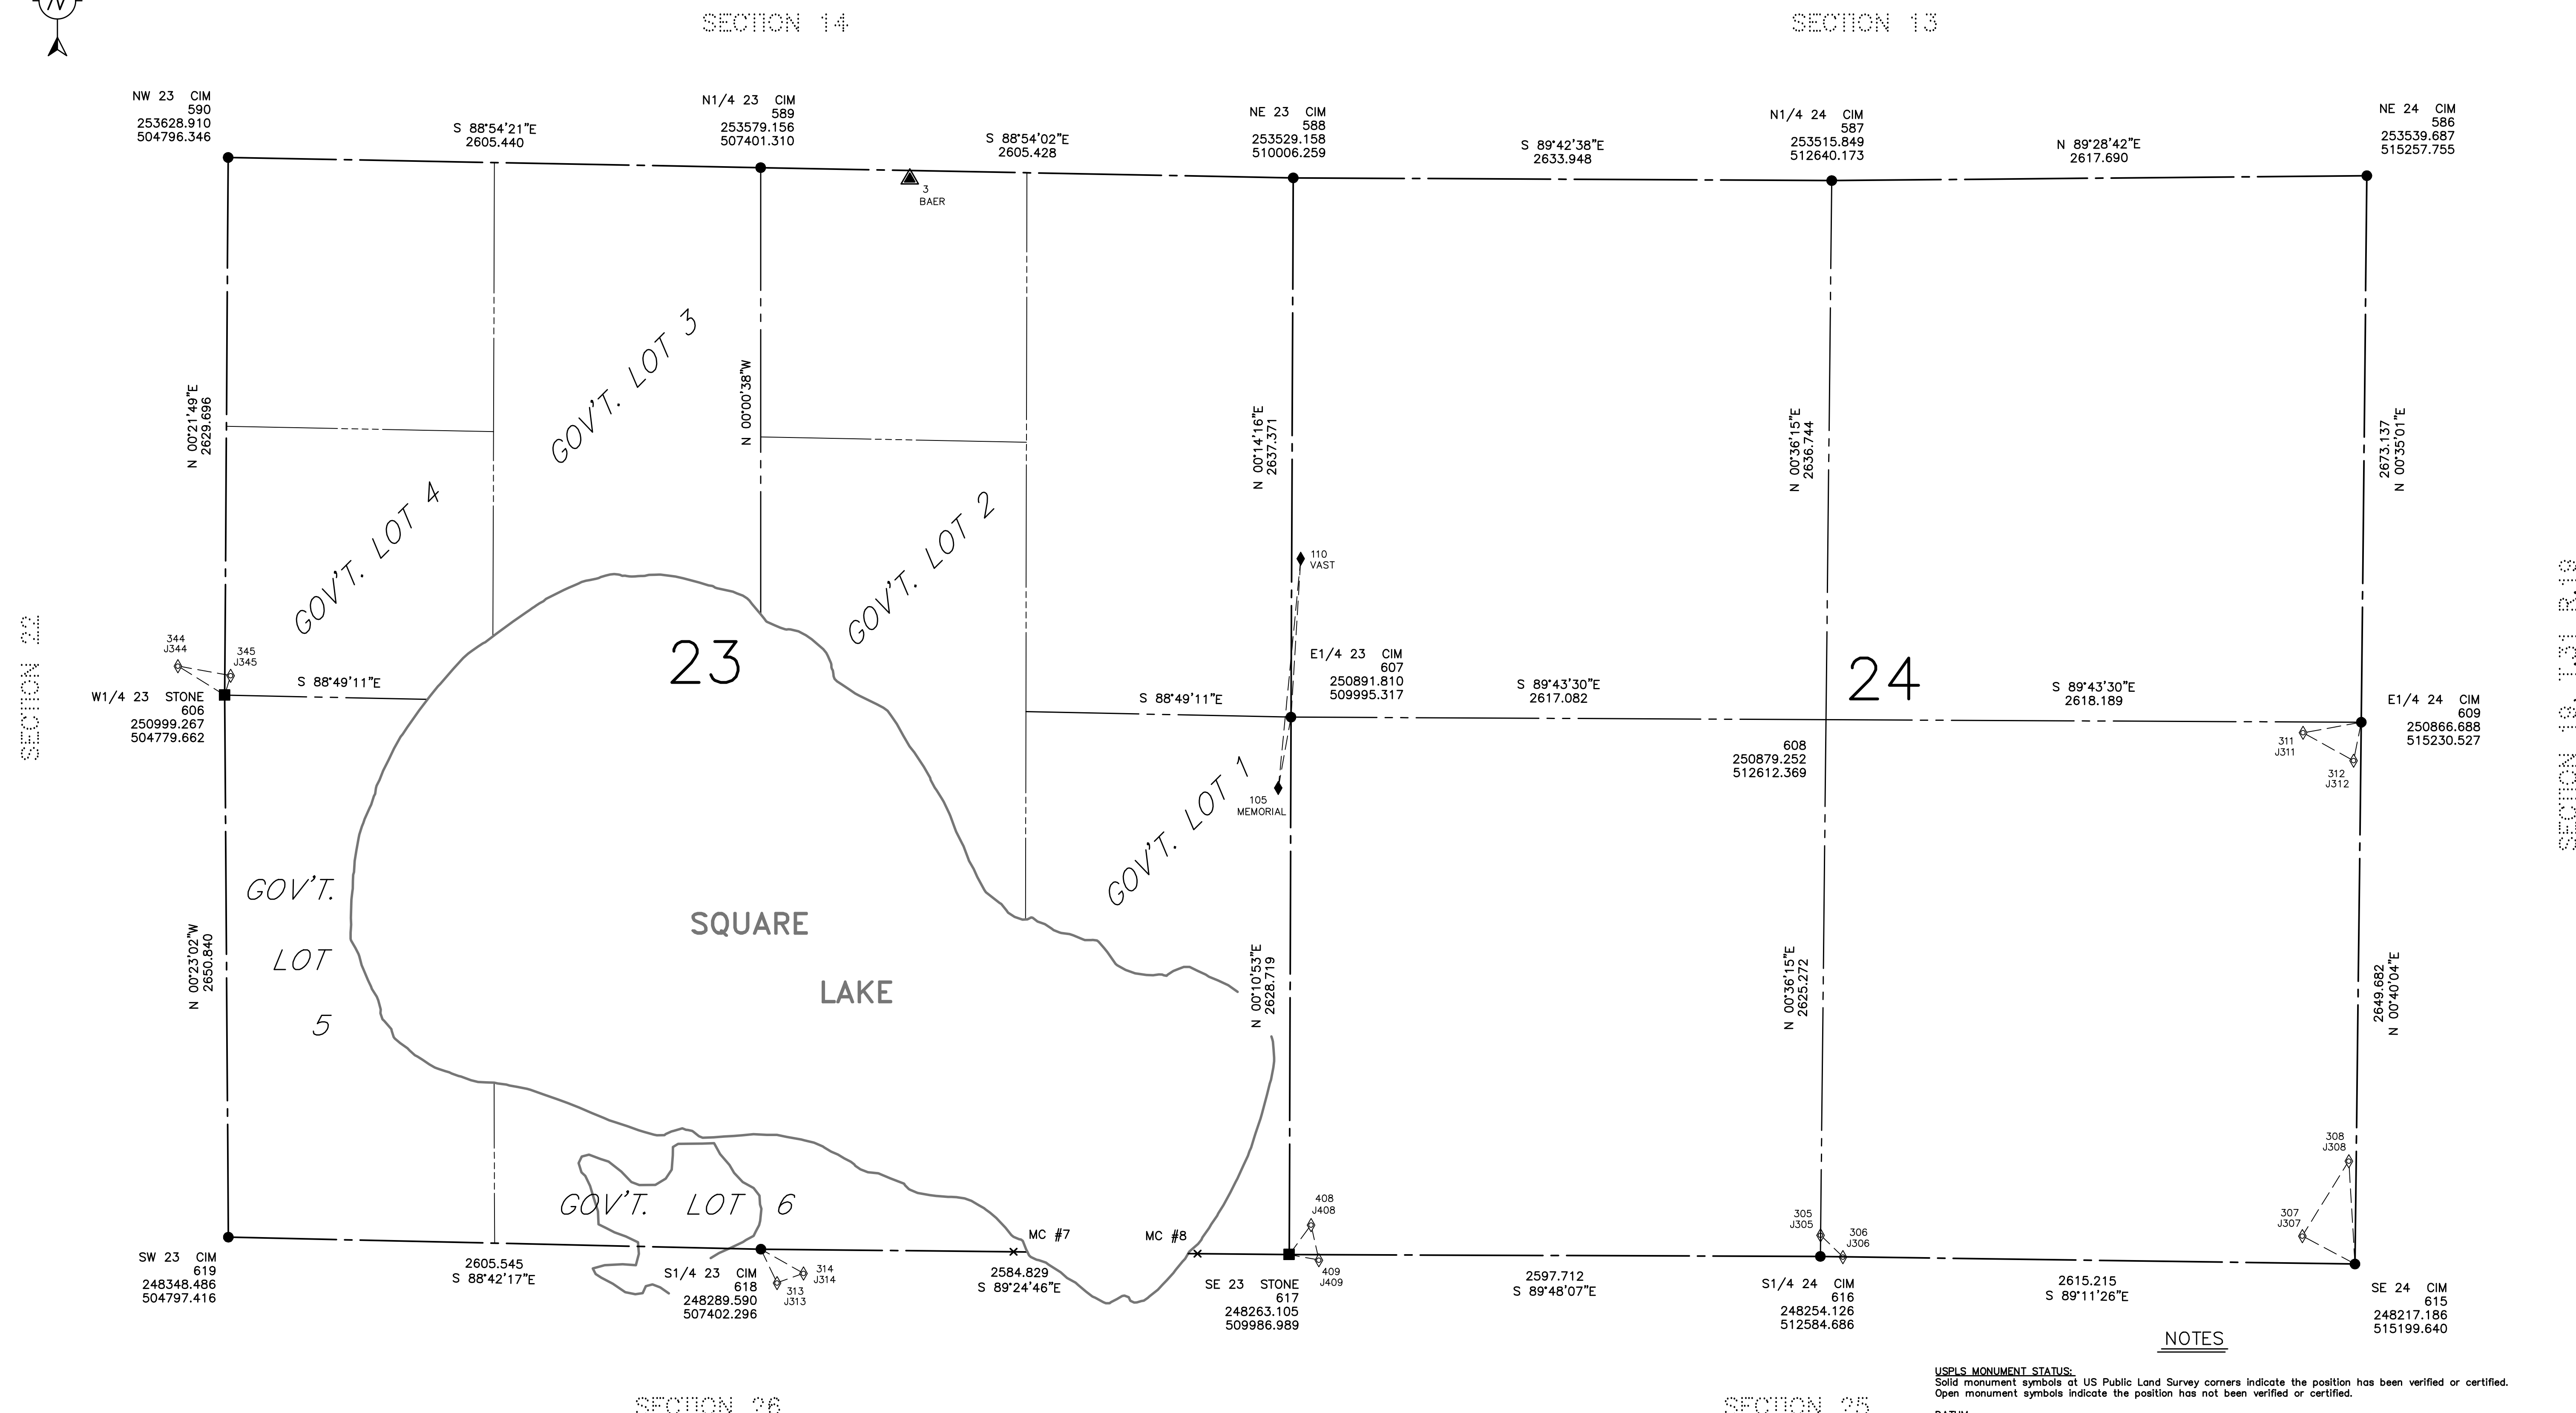 N
SECTION 14
SECTION 13
NW 23 CIM
590
253628.910
504796.346
S 88°54'21"E
2605.440
N1/4 23 CIM
589
253579.156
507401.310
S 88°54'02"E
2605.428
NE 23 CIM
588
253529.158
510006.259
S 89°42'38"E
2633.948
N1/4 24 CIM
587
253515.849
512640.173
N 89°28'42"E
2617.690
NE 24 CIM
586
253539.687
515257.755
3
BAER
N 00°21'49"E
2629.696
GOV'T. LOT 3
N 00°00'38"W
GOV'T. LOT 4
GOV'T. LOT 2
N 00°14'16"E
2637.371
N 00°36'15"E
2636.744
2673.137
N 00°35'01"E
110
VAST
SECTION 22
344
J344
345
J345
23
24
W1/4 23 STONE
606
250999.267
504779.662
S 88°49'11"E
S 88°49'11"E
E1/4 23 CIM
607
250891.810
509995.317
S 89°43'30"E
2617.082
S 89°43'30"E
2618.189
E1/4 24 CIM
609
250866.688
515230.527
608
250879.252
512612.369
311
J311
312
J312
105
MEMORIAL
GOV'T. LOT 1
GOV'T.
LOT
5
SQUARE
LAKE
N 00°23'02"W
2650.840
N 00°10'53"E
2628.719
N 00°36'15"E
2625.272
2649.682
N 00°40'04"E
308
J308
307
J307
GOV'T. LOT 6
MC #7
MC #8
408
J408
409
J409
305
J305
306
J306
SW 23 CIM
619
248348.486
504797.416
2605.545
S 88°42'17"E
S1/4 23 CIM
618
248289.590
507402.296
314
J314
313
J313
2584.829
S 89°24'46"E
SE 23 STONE
617
248263.105
509986.989
2597.712
S 89°48'07"E
S1/4 24 CIM
616
248254.126
512584.686
2615.215
S 89°11'26"E
SE 24 CIM
615
248217.186
515199.640
NOTES
USPLS MONUMENT STATUS:
Solid monument symbols at US Public Land Survey corners indicate the position has been verified or certified.
Open monument symbols indicate the position has not been verified or certified.
SECTION 26
SECTION 25